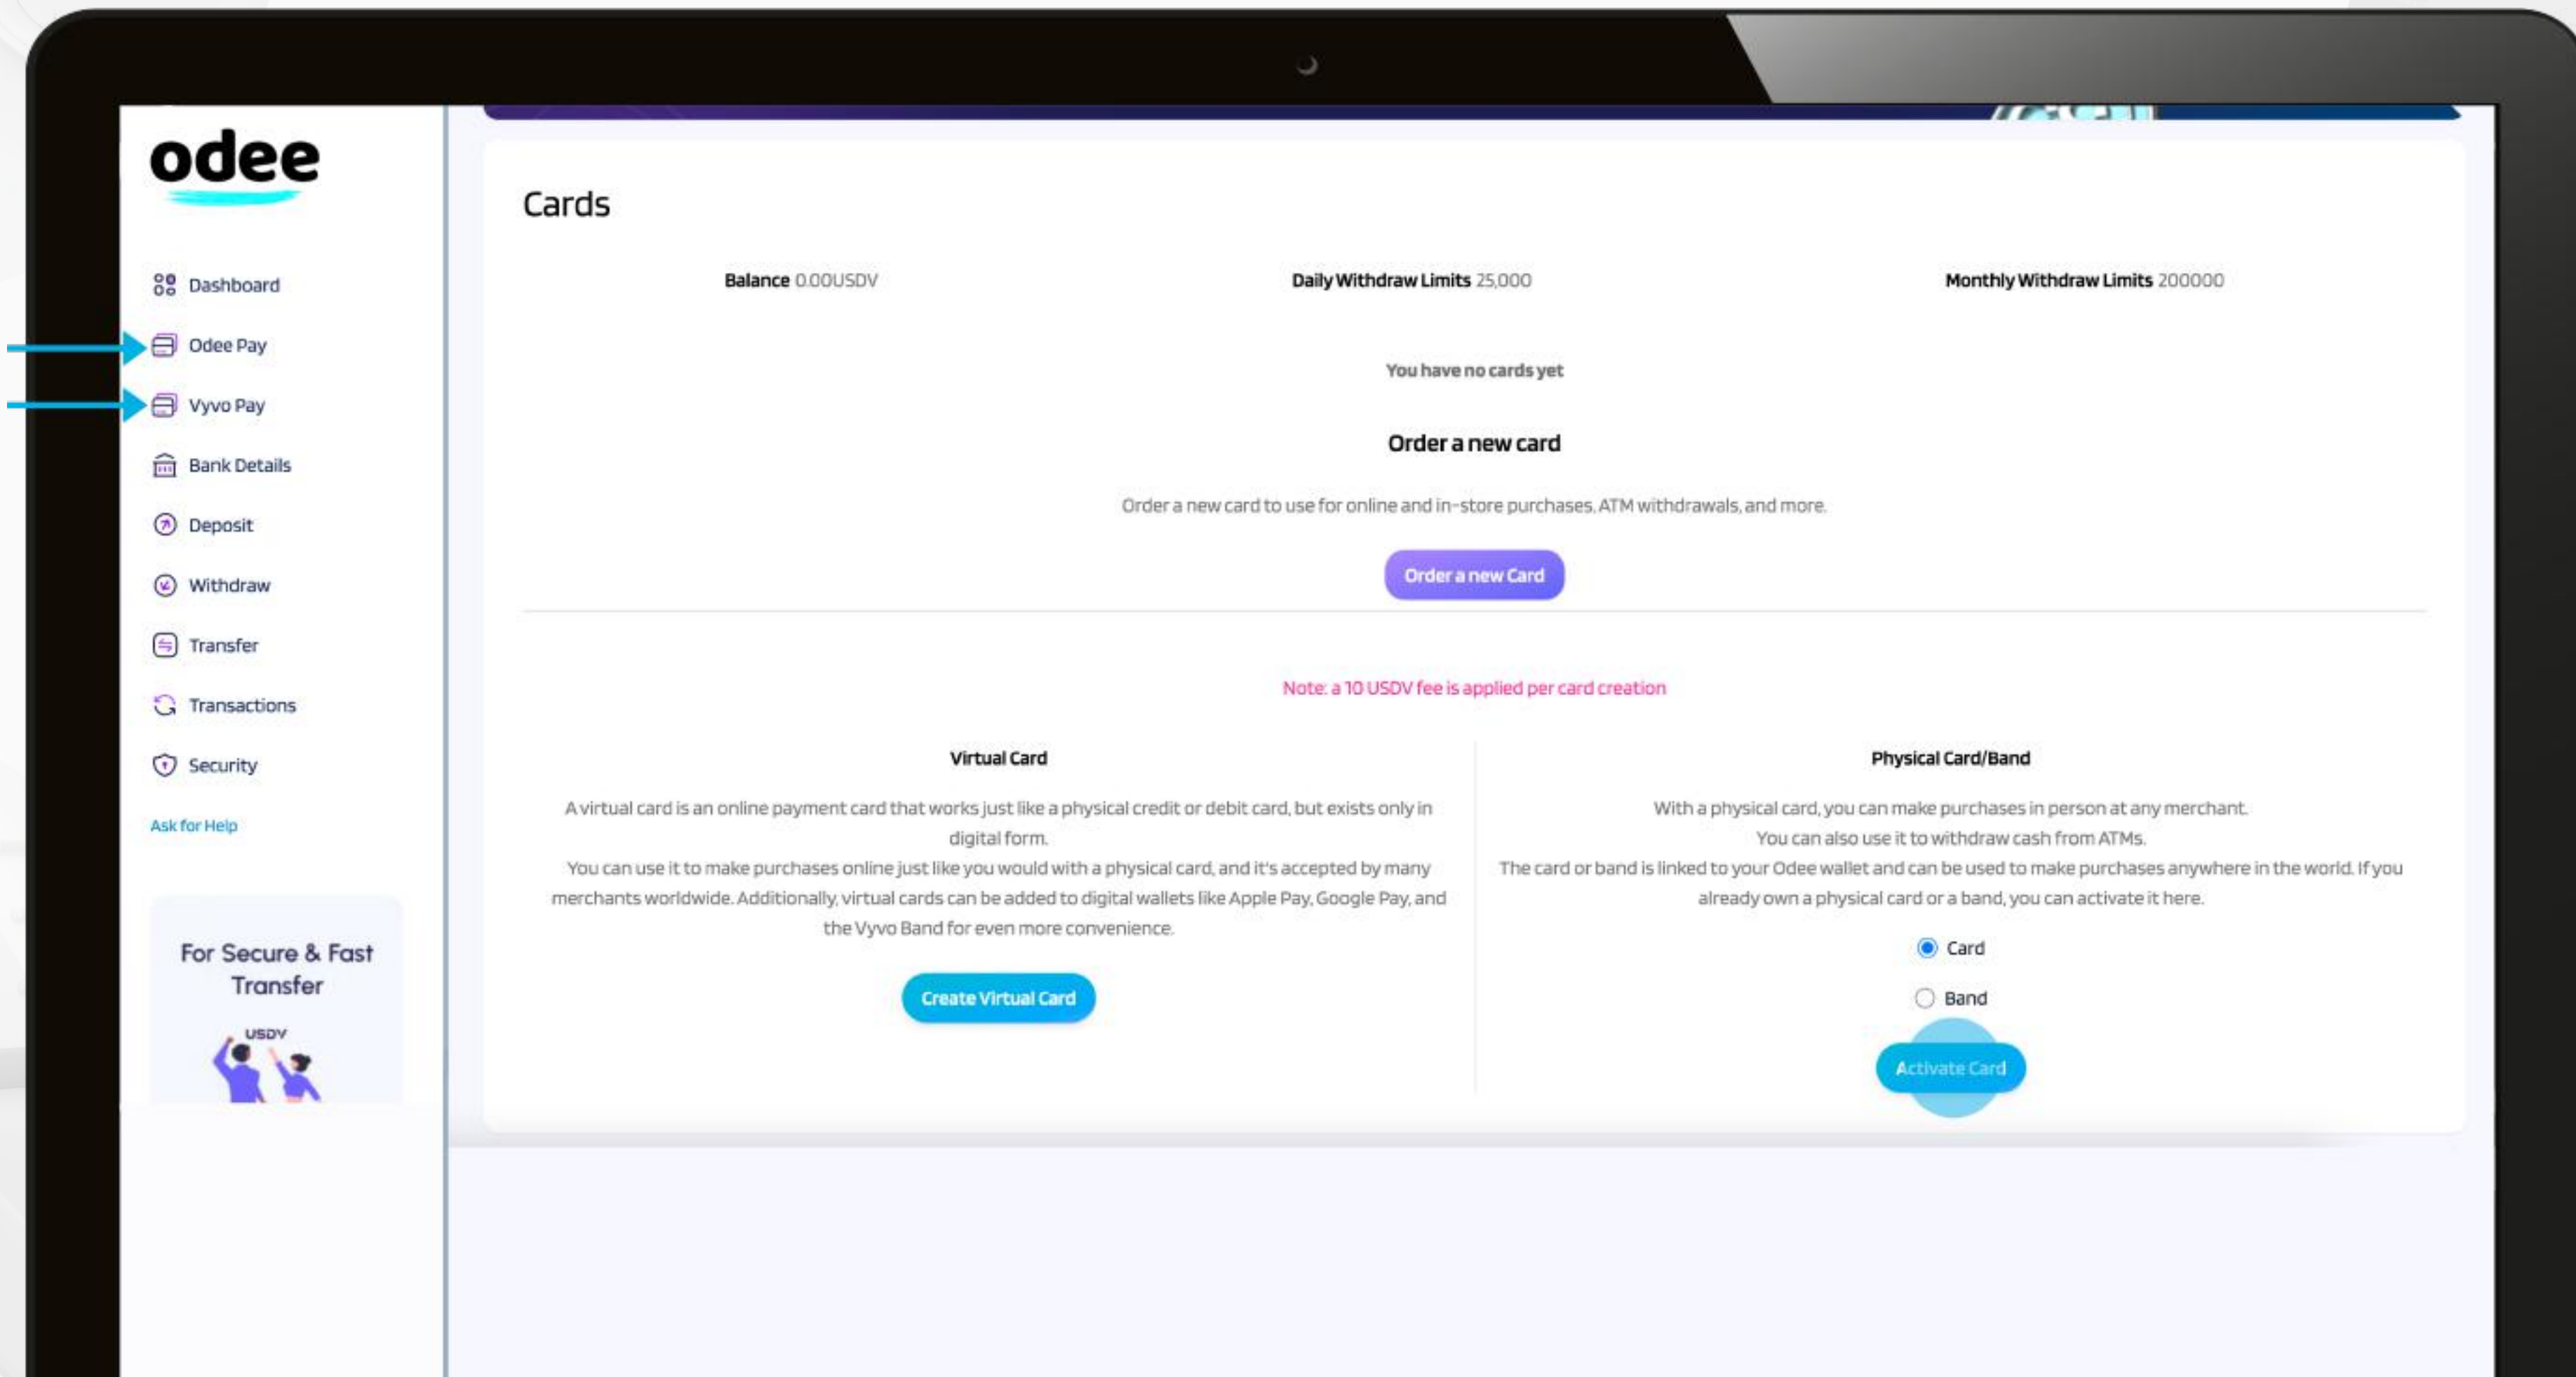 odee
Dashboard
Odee Pay
Vyvo Pay
Bank Details
Deposit
Withdraw
Transfer
Transactions
Security
Ask for Help
For Secure & Fast
Transfer
USDV
Cards
Balance 0.00USDV
Daily Withdraw Limits 25,000
Monthly Withdraw Limits 200000
You have no cards yet
Order a new card
Order a new card to use for online and in-store purchases, ATM withdrawals, and more.
Order a new Card
Note: a 10 USDV fee is applied per card creation
Virtual Card
A virtual card is an online payment card that works just like a physical credit or debit card, but exists only in
digital form.
You can use it to make purchases online just like you would with a physical card, and it's accepted by many
merchants worldwide. Additionally, virtual cards can be added to digital wallets like Apple Pay, Google Pay, and
the Vyvo Band for even more convenience.
Create Virtual Card
Physical Card/Band
With a physical card, you can make purchases in person at any merchant.
You can also use it to withdraw cash from ATMs.
The card or band is linked to your Odee wallet and can be used to make purchases anywhere in the world. If you
already own a physical card or a band, you can activate it here.
Card
Band
Activate Card